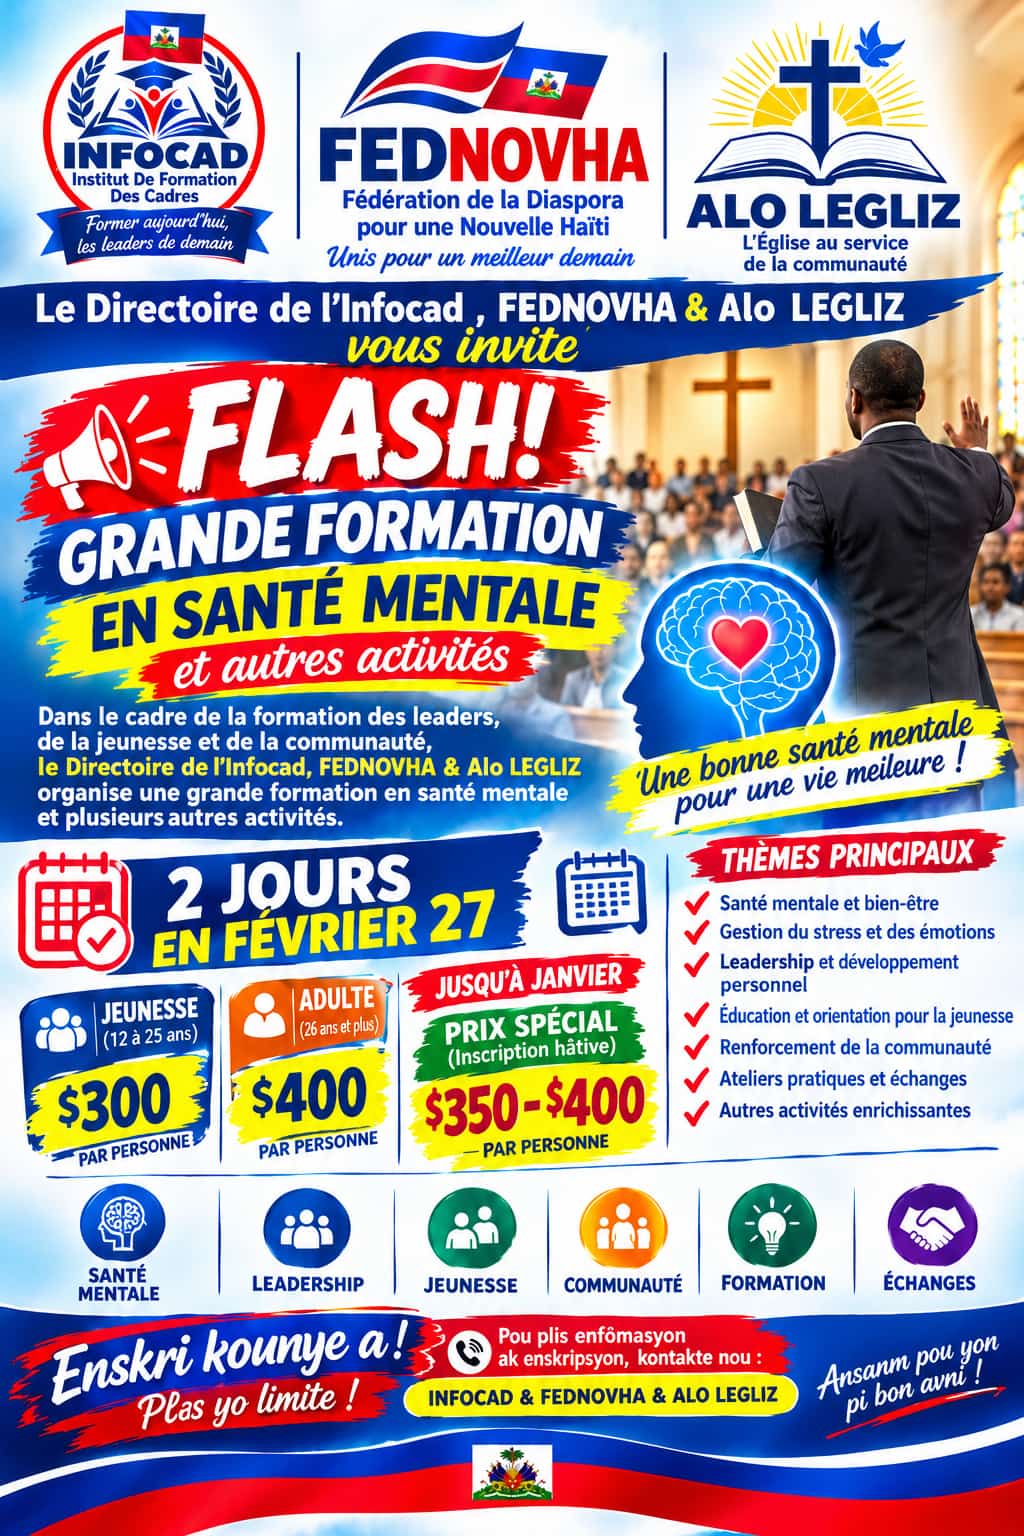 INFOCAD
Institut De Formation
Des Cadres
Former aujourd'hui,
les leaders de demain
FEDNOVHA
Fédération de la Diaspora
pour une Nouvelle Haïti
Unis pour un meilleur demain
ALO LEGLIZ
L'Église au service
de la communauté
Le Directoire de l'Infocad , FEDNOVHA & Alo LEGLIZ
vous invite
FLASH!
GRANDE FORMATION
EN SANTÉ MENTALE
et autres activités
Dans le cadre de la formation des leaders,
de la jeunesse et de la communauté,
le Directoire de l'Infocad, FEDNOVHA & Alo LEGLIZ
organise une grande formation en santé mentale
et plusieurs autres activités.
Une bonne santé mentale
pour une vie meileure !
2 JOURS
EN FÉVRIER 27
JEUNESSE
(12 à 25 ans)
$300
PAR PERSONNE
ADULTE
(26 ans et plus)
$400
PAR PERSONNE
JUSQU'À JANVIER
PRIX SPÉCIAL
(Inscription hâtive)
$350-$400
— PAR PERSONNE
THÈMES PRINCIPAUX
Santé mentale et bien-être
Gestion du stress et des émotions
Leadership et développement
personnel
Éducation et orientation pour la jeunesse
Renforcement de la communauté
Ateliers pratiques et échanges
Autres activités enrichissantes
SANTÉ
MENTALE
LEADERSHIP
JEUNESSE
COMMUNAUTÉ
FORMATION
ÉCHANGES
Enskri kounye a!
Plas yo limite !
Pou plis enfômasyon
ak enskripsyon, kontakte nou :
INFOCAD & FEDNOVHA & ALO LEGLIZ
Ansanm pou yon
pi bon avni !